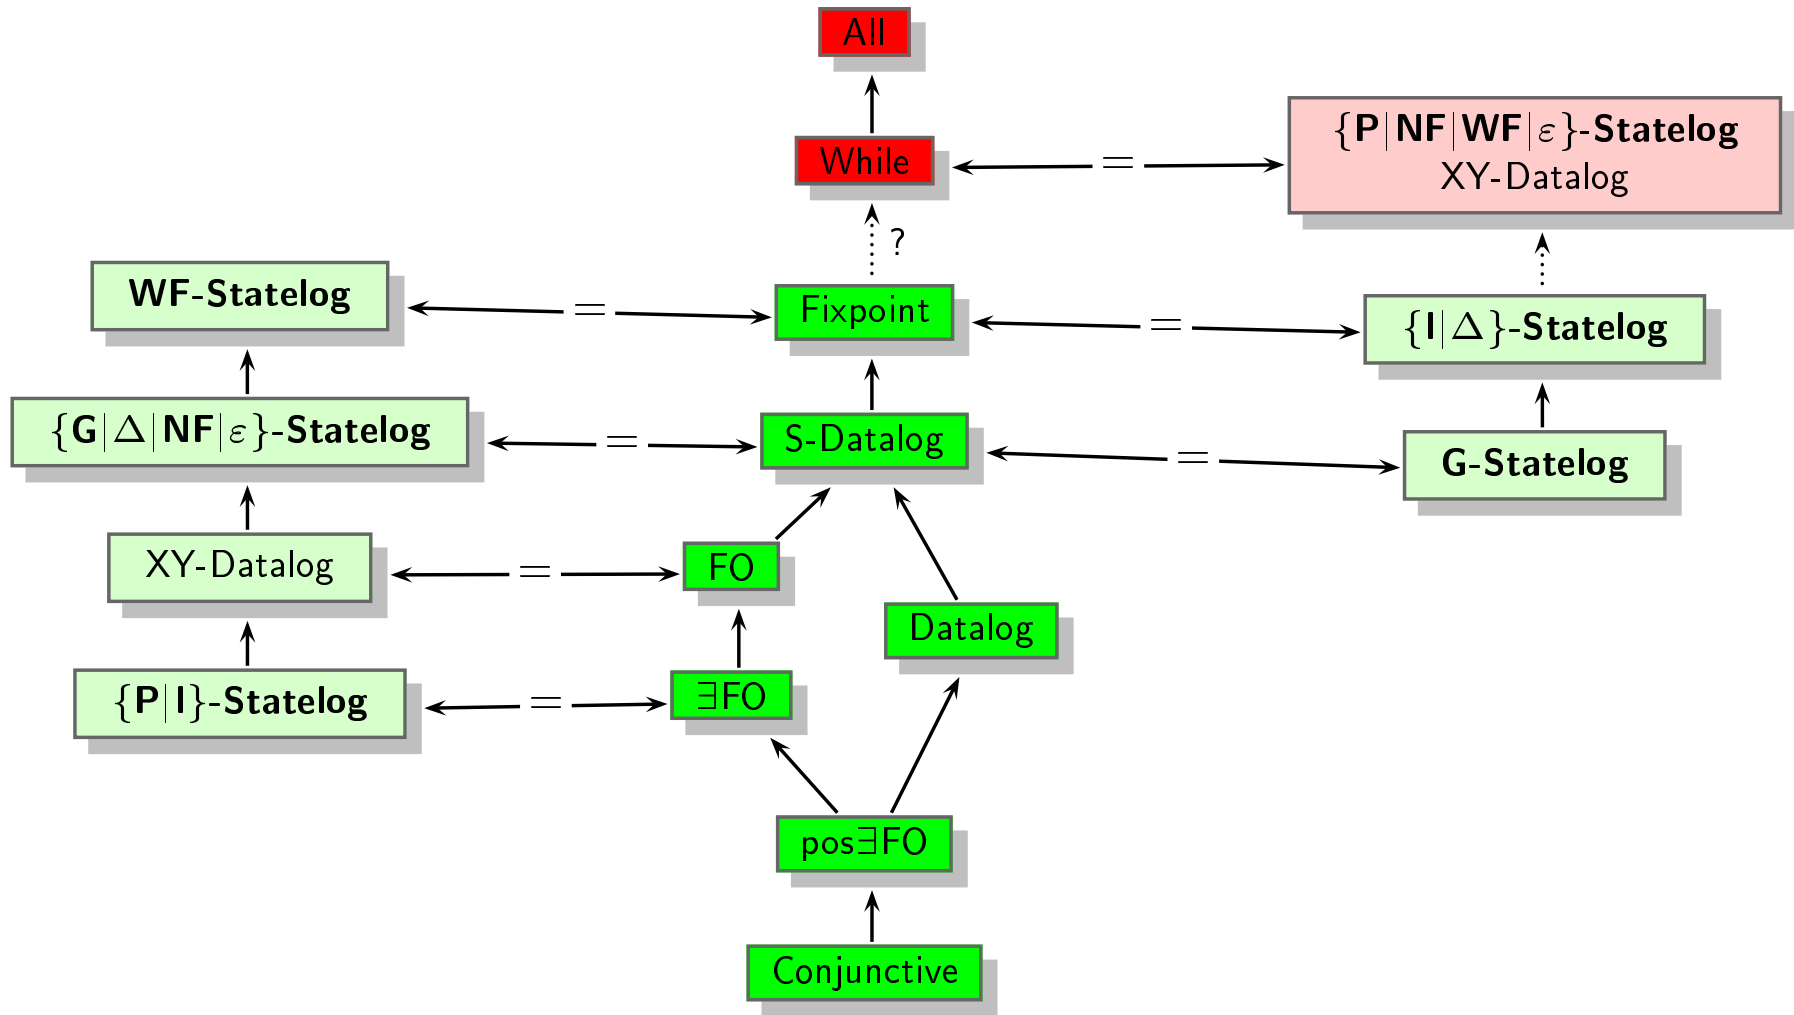 All
{P|NF|WF|ε}-Statelog
While
=
XY-Datalog
?
WF-Statelog
=
Fixpoint
=
{I|Δ}-Statelog
{G|Δ|NF|ε}-Statelog
=
S-Datalog
=
G-Statelog
XY-Datalog
=
FO
Datalog
{P|I}-Statelog
=
∃FO
pos∃FO
Conjunctive